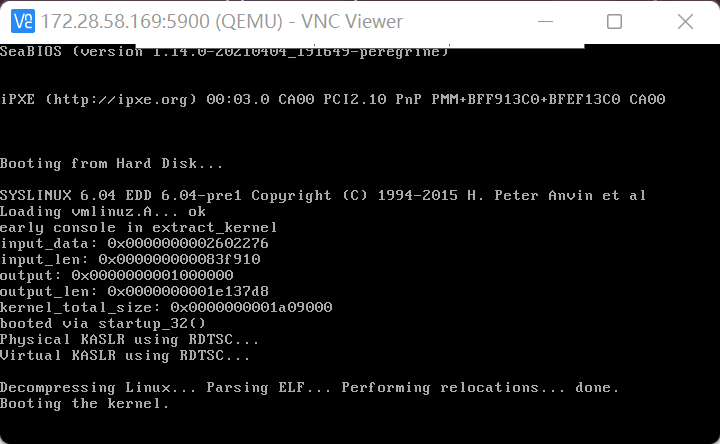 172.28.58.169:5900 (QEMU) - VNC Viewer
SeaBIOS (version 1.14.0-20210404_191649-peregrine)
iPXE (http://ipxe.org) 00:03.0 CA00 PCI2.10 PnP PMM+BFF913C0+BFEF13C0 CA00
Booting from Hard Disk...
SYSLINUX 6.04 EDD 6.04-pre1 Copyright (C) 1994-2015 H. Peter Anvin et al
Loading vmlinuz.A... ok
early console in extract_kernel
input_data: 0x0000000002602276
input_len: 0x000000000083f910
output: 0x0000000001000000
output_len: 0x0000000001e137d8
kernel_total_size: 0x0000000001a09000
booted via startup_32()
Physical KASLR using RDTSC...
Virtual KASLR using RDTSC...
Decompressing Linux... Parsing ELF... Performing relocations... done.
Booting the kernel.